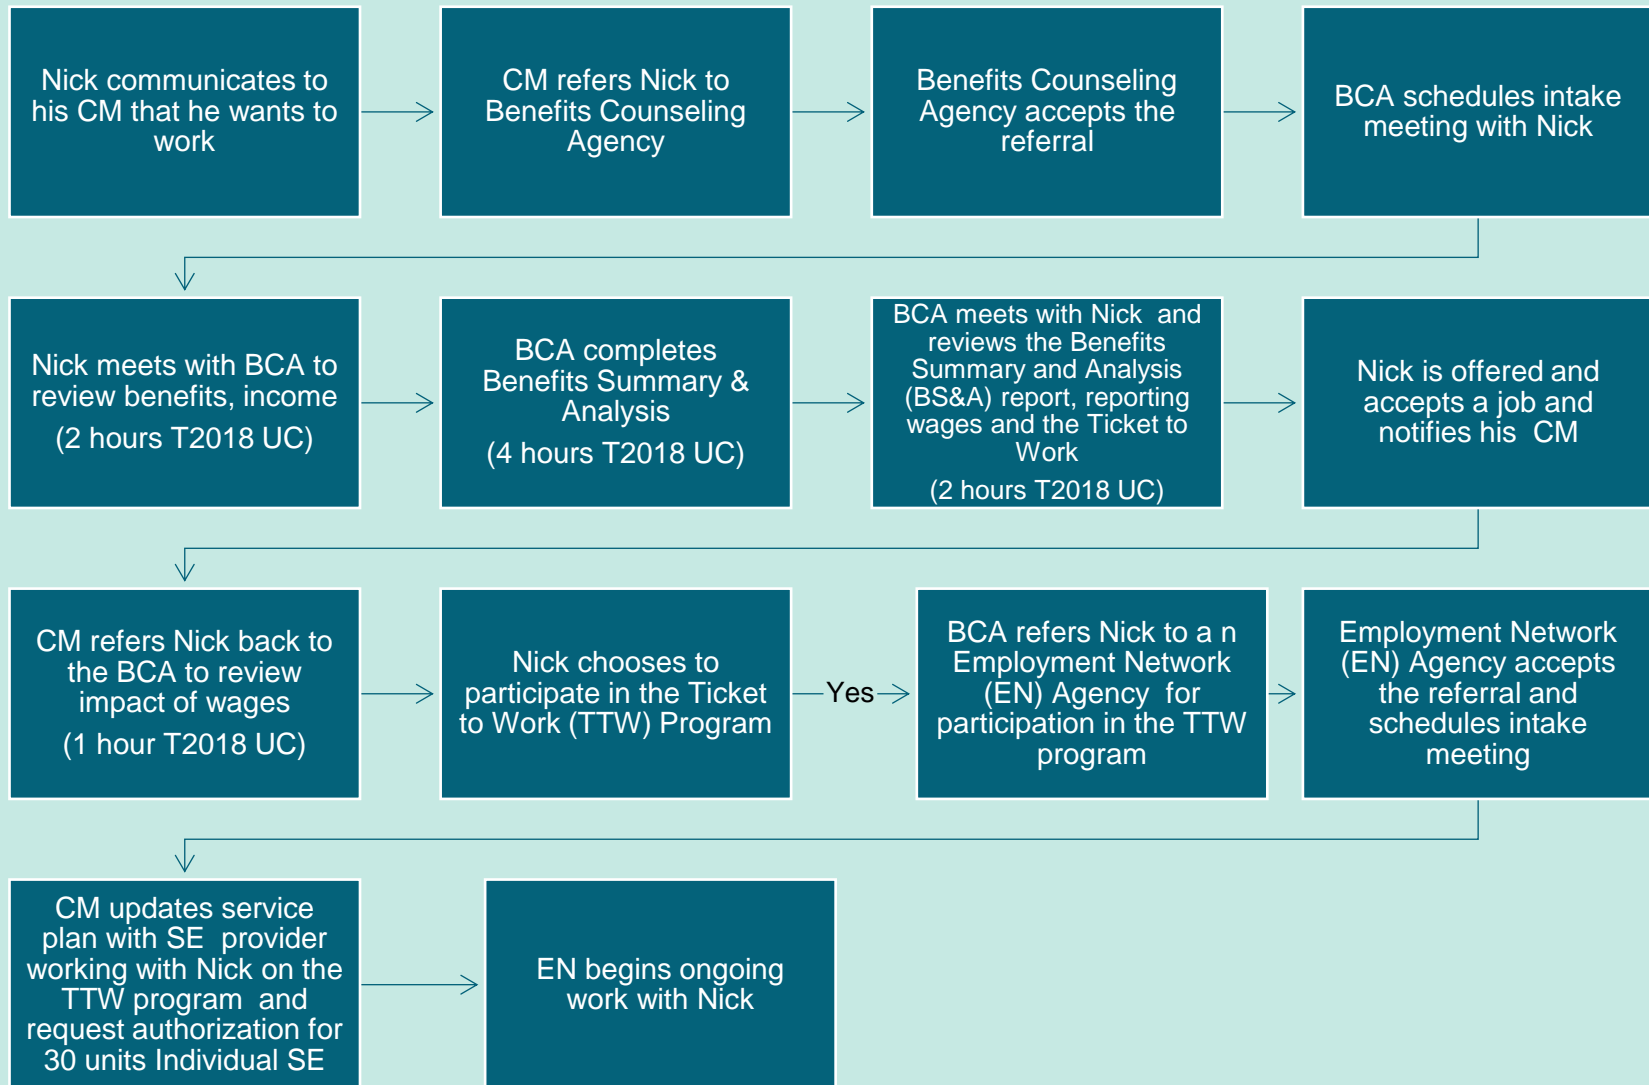 Nick communicates to
his CM that he wants to
work
CM refers Nick to
Benefits Counseling
Agency
Benefits Counseling
Agency accepts the
referral
BCA schedules intake
meeting with Nick
Nick meets with BCA to
review benefits, income
(2 hours T2018 UC)
BCA completes
Benefits Summary &
Analysis
(4 hours T2018 UC)
BCA meets with Nick and
reviews the Benefits
Summary and Analysis
(BS&A) report, reporting
wages and the Ticket to
Work
(2 hours T2018 UC)
Nick is offered and
accepts a job and
notifies his CM
CM refers Nick back to
the BCA to review
impact of wages
(1 hour T2018 UC)
Nick chooses to
participate in the Ticket
to Work (TTW) Program
Yes
BCA refers Nick to a n
Employment Network
(EN) Agency for
participation in the TTW
program
Employment Network
(EN) Agency accepts
the referral and
schedules intake
meeting
CM updates service
plan with SE provider
working with Nick on the
TTW program and
request authorization for
30 units Individual SE
EN begins ongoing
work with Nick